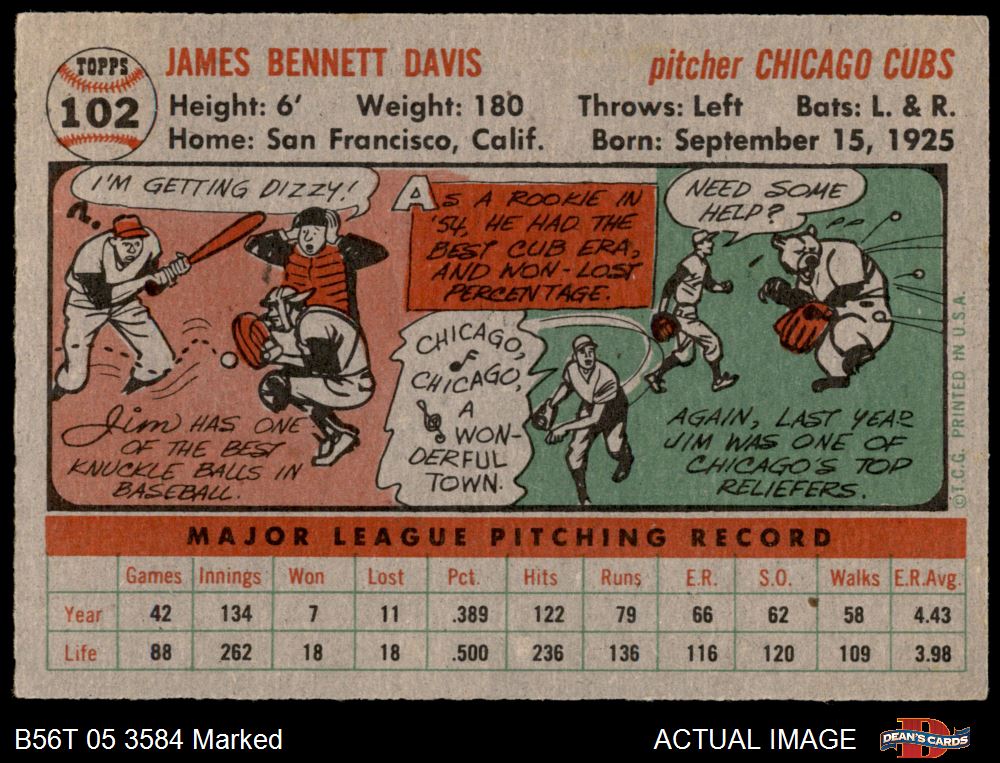 TOPPS
102
JAMES BENNETT DAVIS
pitcher CHICAGO CUBS
Height: 6' Weight: 180 Throws: Left Bats: L. & R.
Home: San Francisco, Calif. Born: September 15, 1925
I'M GETTING DIZZY!
Jim HAS ONE
OF THE BEST
KNUCKLE BALLS IN
BASEBALL.
AS A ROOKIE IN
'54, HE HAD THE
BEST CUB ERA,
AND WON-LOST
PERCENTAGE.
CHICAGO,
CHICAGO,
A
WON-
DERFUL
TOWN.
NEED SOME
HELP?
AGAIN, LAST YEAR
JIM WAS ONE OF
CHICAGO'S TOP
RELIEFERS.
©T.C.G. PRINTED IN U.S.A.
MAJOR LEAGUE PITCHING RECORD
Games Innings Won Lost Pct. Hits Runs E.R. S.O. Walks E.R.Avg.
Year 42 134 7 11 .389 122 79 66 62 58 4.43
Life 88 262 18 18 .500 236 136 116 120 109 3.98
B56T 05 3584 Marked
ACTUAL IMAGE
D
DEAN'S CARDS